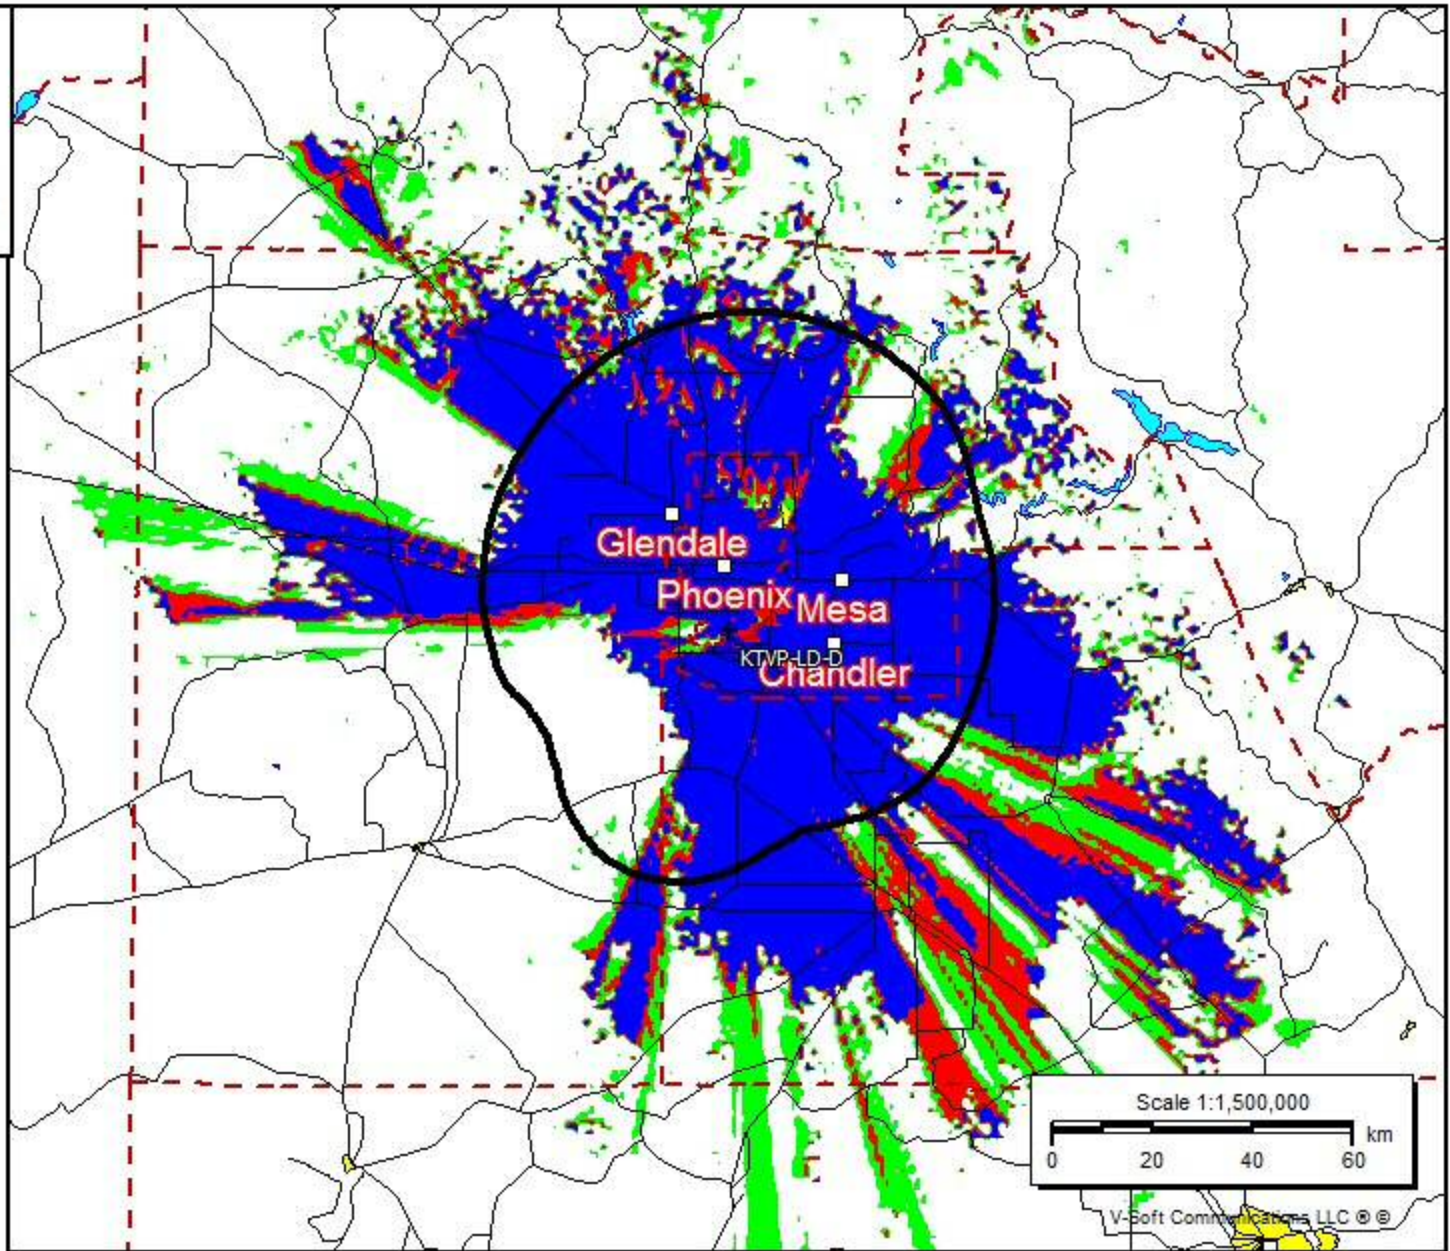 Glendale
Phoenix
Mesa
KTVP-LD-D
Chandler
Scale 1:1,500,000
km
0 20 40 60
V-Soft Communications LLC ® ©